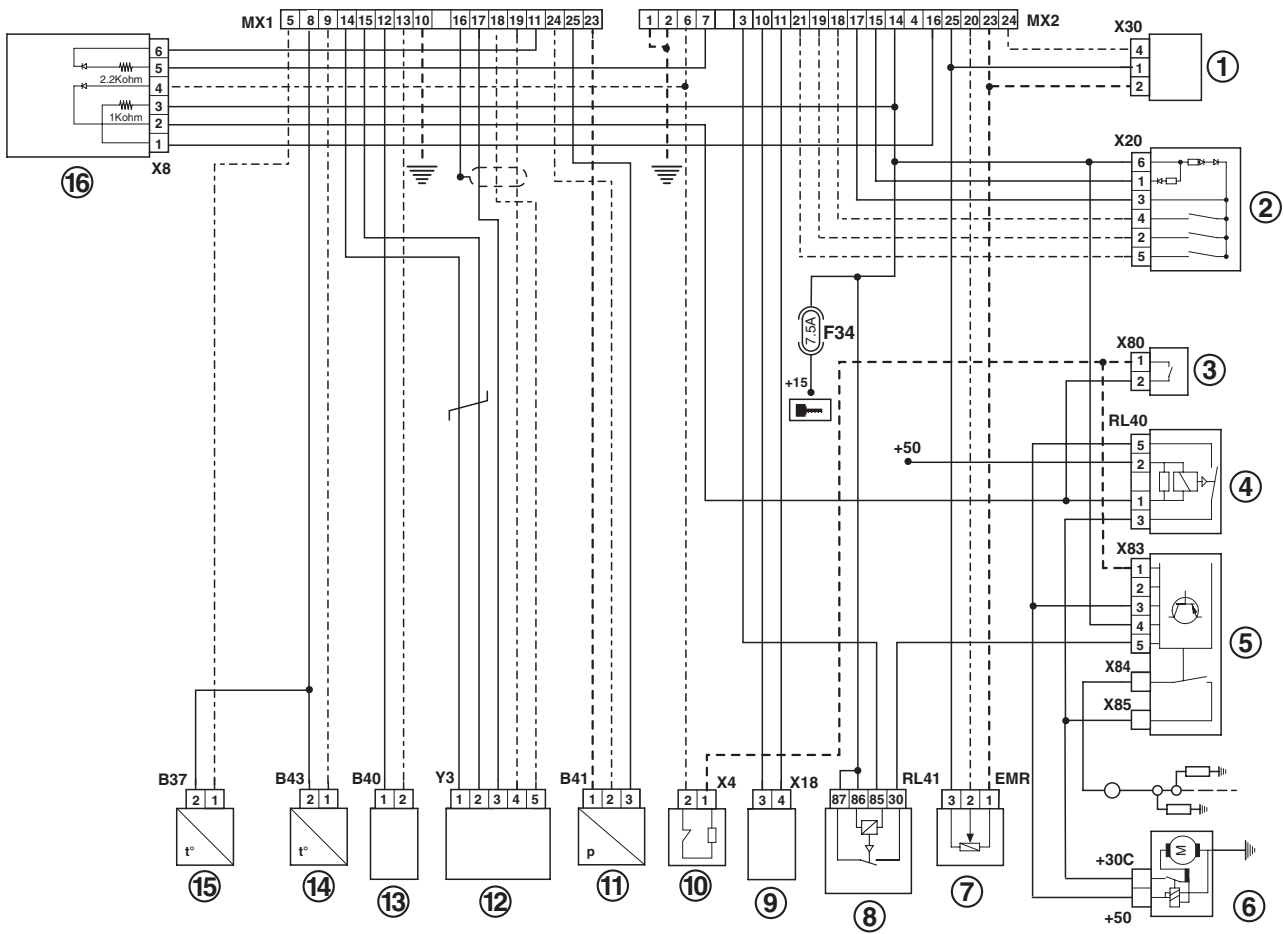 MX1 5 8 9 14 15 12 13 10 16 17 18 19 11 24 25 23
1 2 6 7 3 10 11 21 19 18 17 15 14 4 16 25 20 23 24 MX2
X30
4
1
2
1
6
5
4
3
2
1
2.2Kohm
1Kohm
X8
16
X20
6
1
3
4
2
5
2
7.5A F34
+15
X80
1
2
3
RL40
+50
5
2
1
3
4
X83
1
2
3
4
5
X84
X85
5
B37
2 1
t°
15
B43
2 1
t°
14
B40
1 2
13
Y3
1 2 3 4 5
12
B41
1 2 3
p
11
X4
2 1
10
X18
3 4
9
RL41
87 86 85 30
8
EMR
3 2 1
7
+30C
M
+50
6